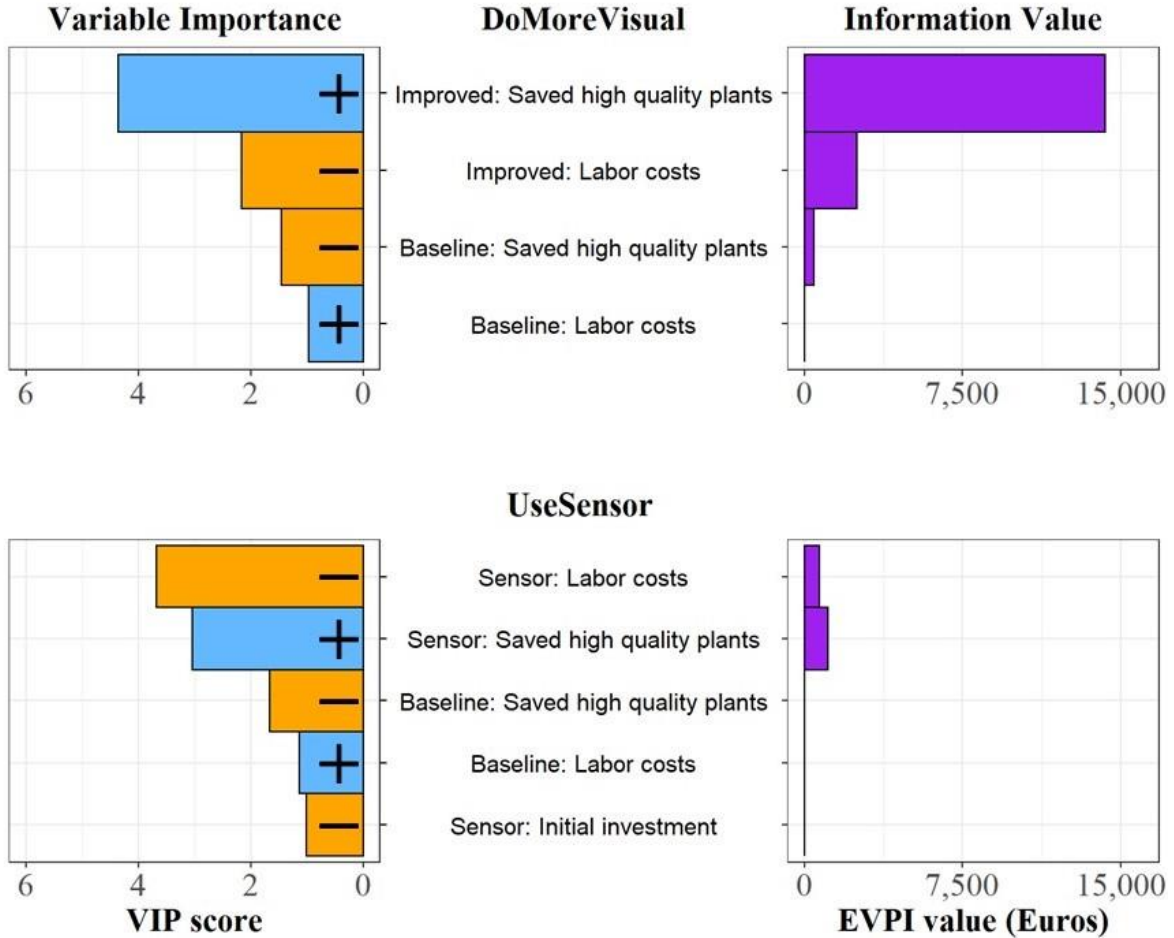 Variable Importance
DoMoreVisual
Information Value
Improved: Saved high quality plants
Improved: Labor costs
Baseline: Saved high quality plants
Baseline: Labor costs
6 4 2 0
0 7,500 15,000
UseSensor
Sensor: Labor costs
Sensor: Saved high quality plants
Baseline: Saved high quality plants
Baseline: Labor costs
Sensor: Initial investment
6 4 2 0
0 7,500 15,000
VIP score
EVPI value (Euros)